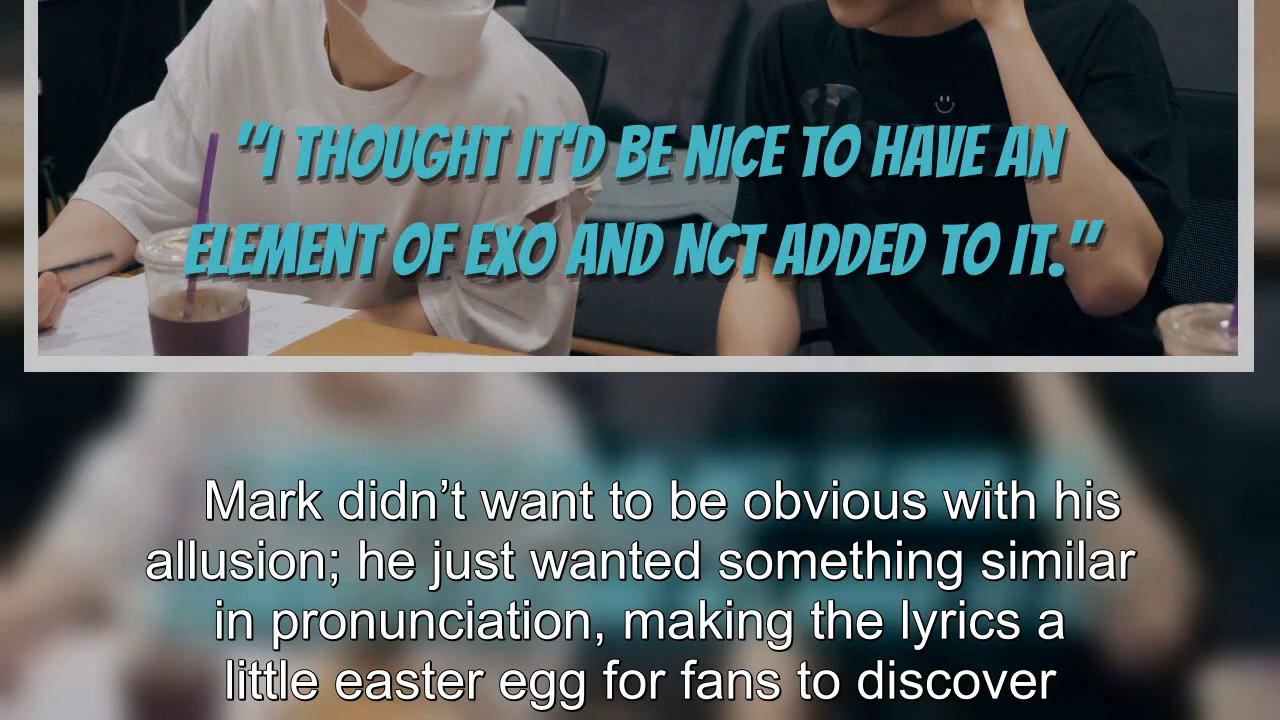 "I THOUGHT IT'D BE NICE TO HAVE AN
ELEMENT OF EXO AND NCT ADDED TO IT."
Mark didn’t want to be obvious with his
allusion; he just wanted something similar
in pronunciation, making the lyrics a
little easter egg for fans to discover